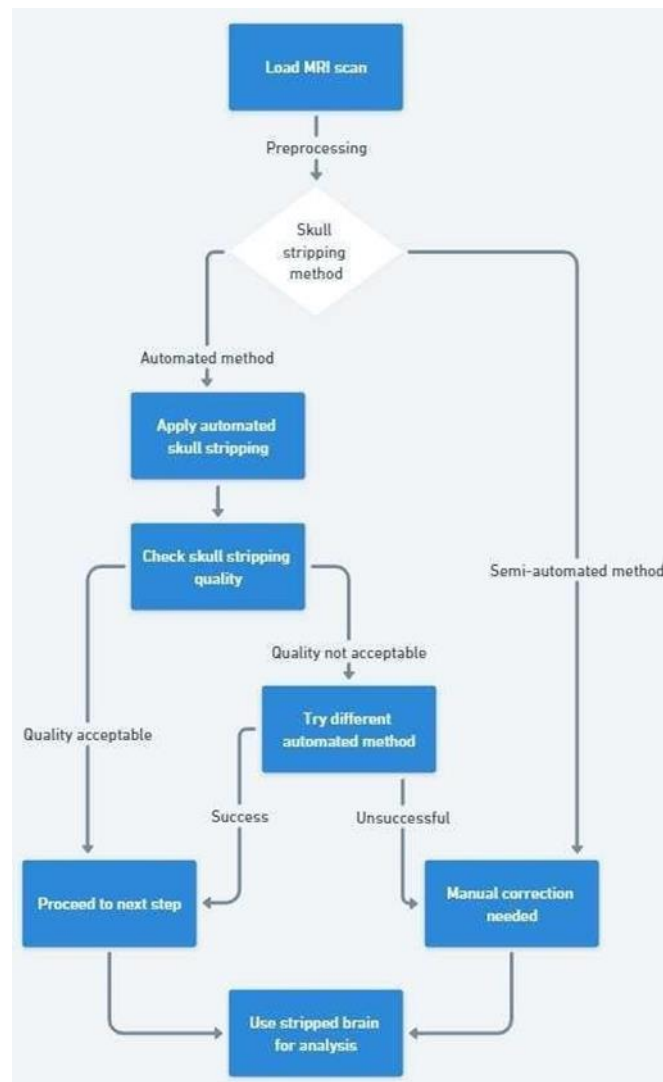 Load MRI scan
Preprocessing
Skull
stripping
method
Automated method
Apply automated
skull stripping
Check skull stripping
quality
Semi-automated method
Quality not acceptable
Try different
automated method
Quality acceptable
Success
Unsuccessful
Proceed to next step
Manual correction
needed
Use stripped brain
for analysis